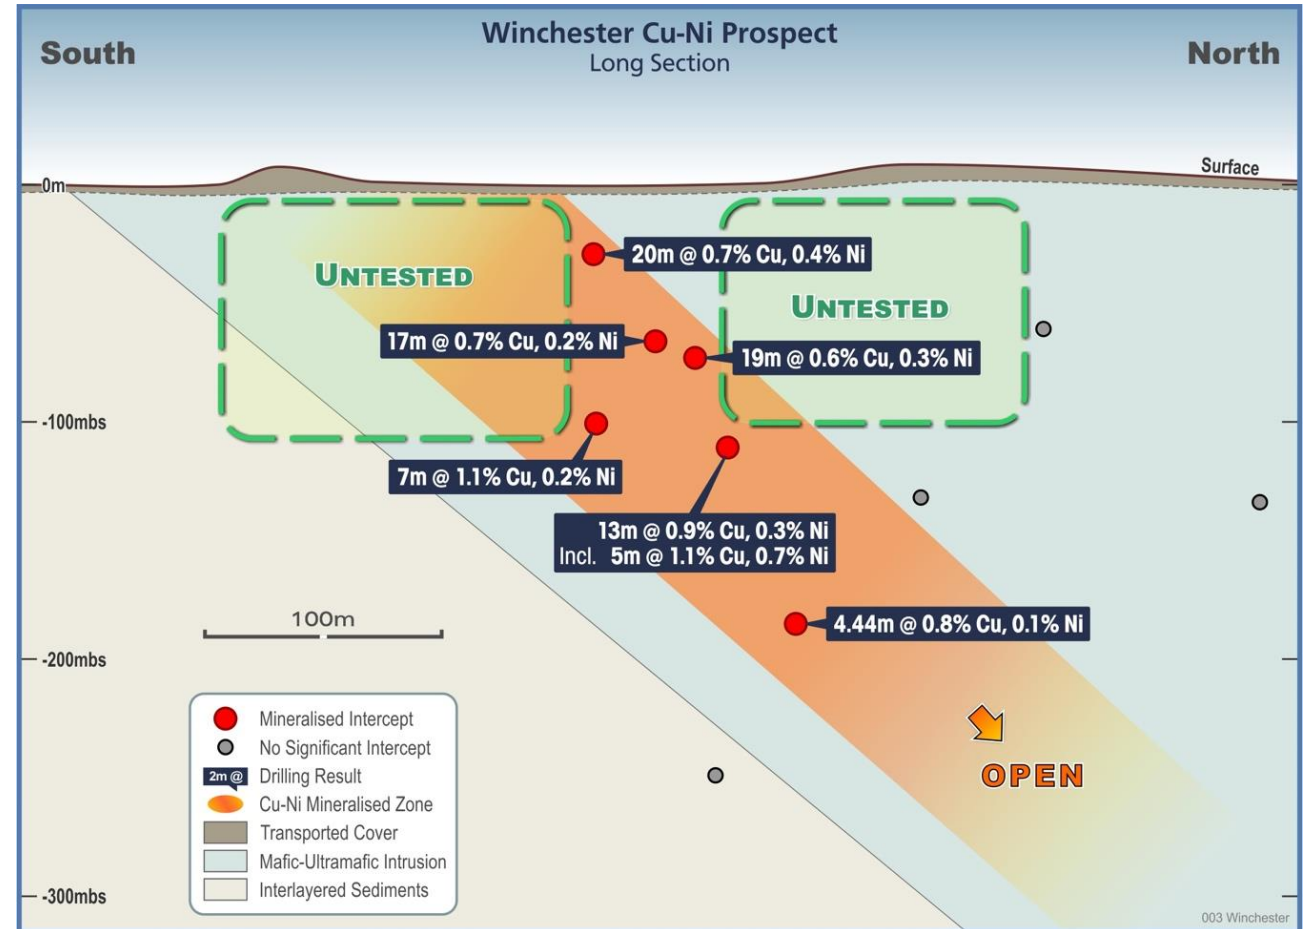 Winchester Cu-Ni Prospect
Long Section
South
North
Surface
0m
20m @ 0.7% Cu, 0.4% Ni
UNTESTED
UNTESTED
17m @ 0.7% Cu, 0.2% Ni
19m @ 0.6% Cu, 0.3% Ni
-100mbs
7m @ 1.1% Cu, 0.2% Ni
13m @ 0.9% Cu, 0.3% Ni
Incl. 5m @ 1.1% Cu, 0.7% Ni
100m
4.44m @ 0.8% Cu, 0.1% Ni
-200mbs
OPEN
Mineralised Intercept
No Significant Intercept
2m @ Drilling Result
Cu-Ni Mineralised Zone
Transported Cover
Mafic-Ultramafic Intrusion
Interlayered Sediments
-300mbs
003 Winchester